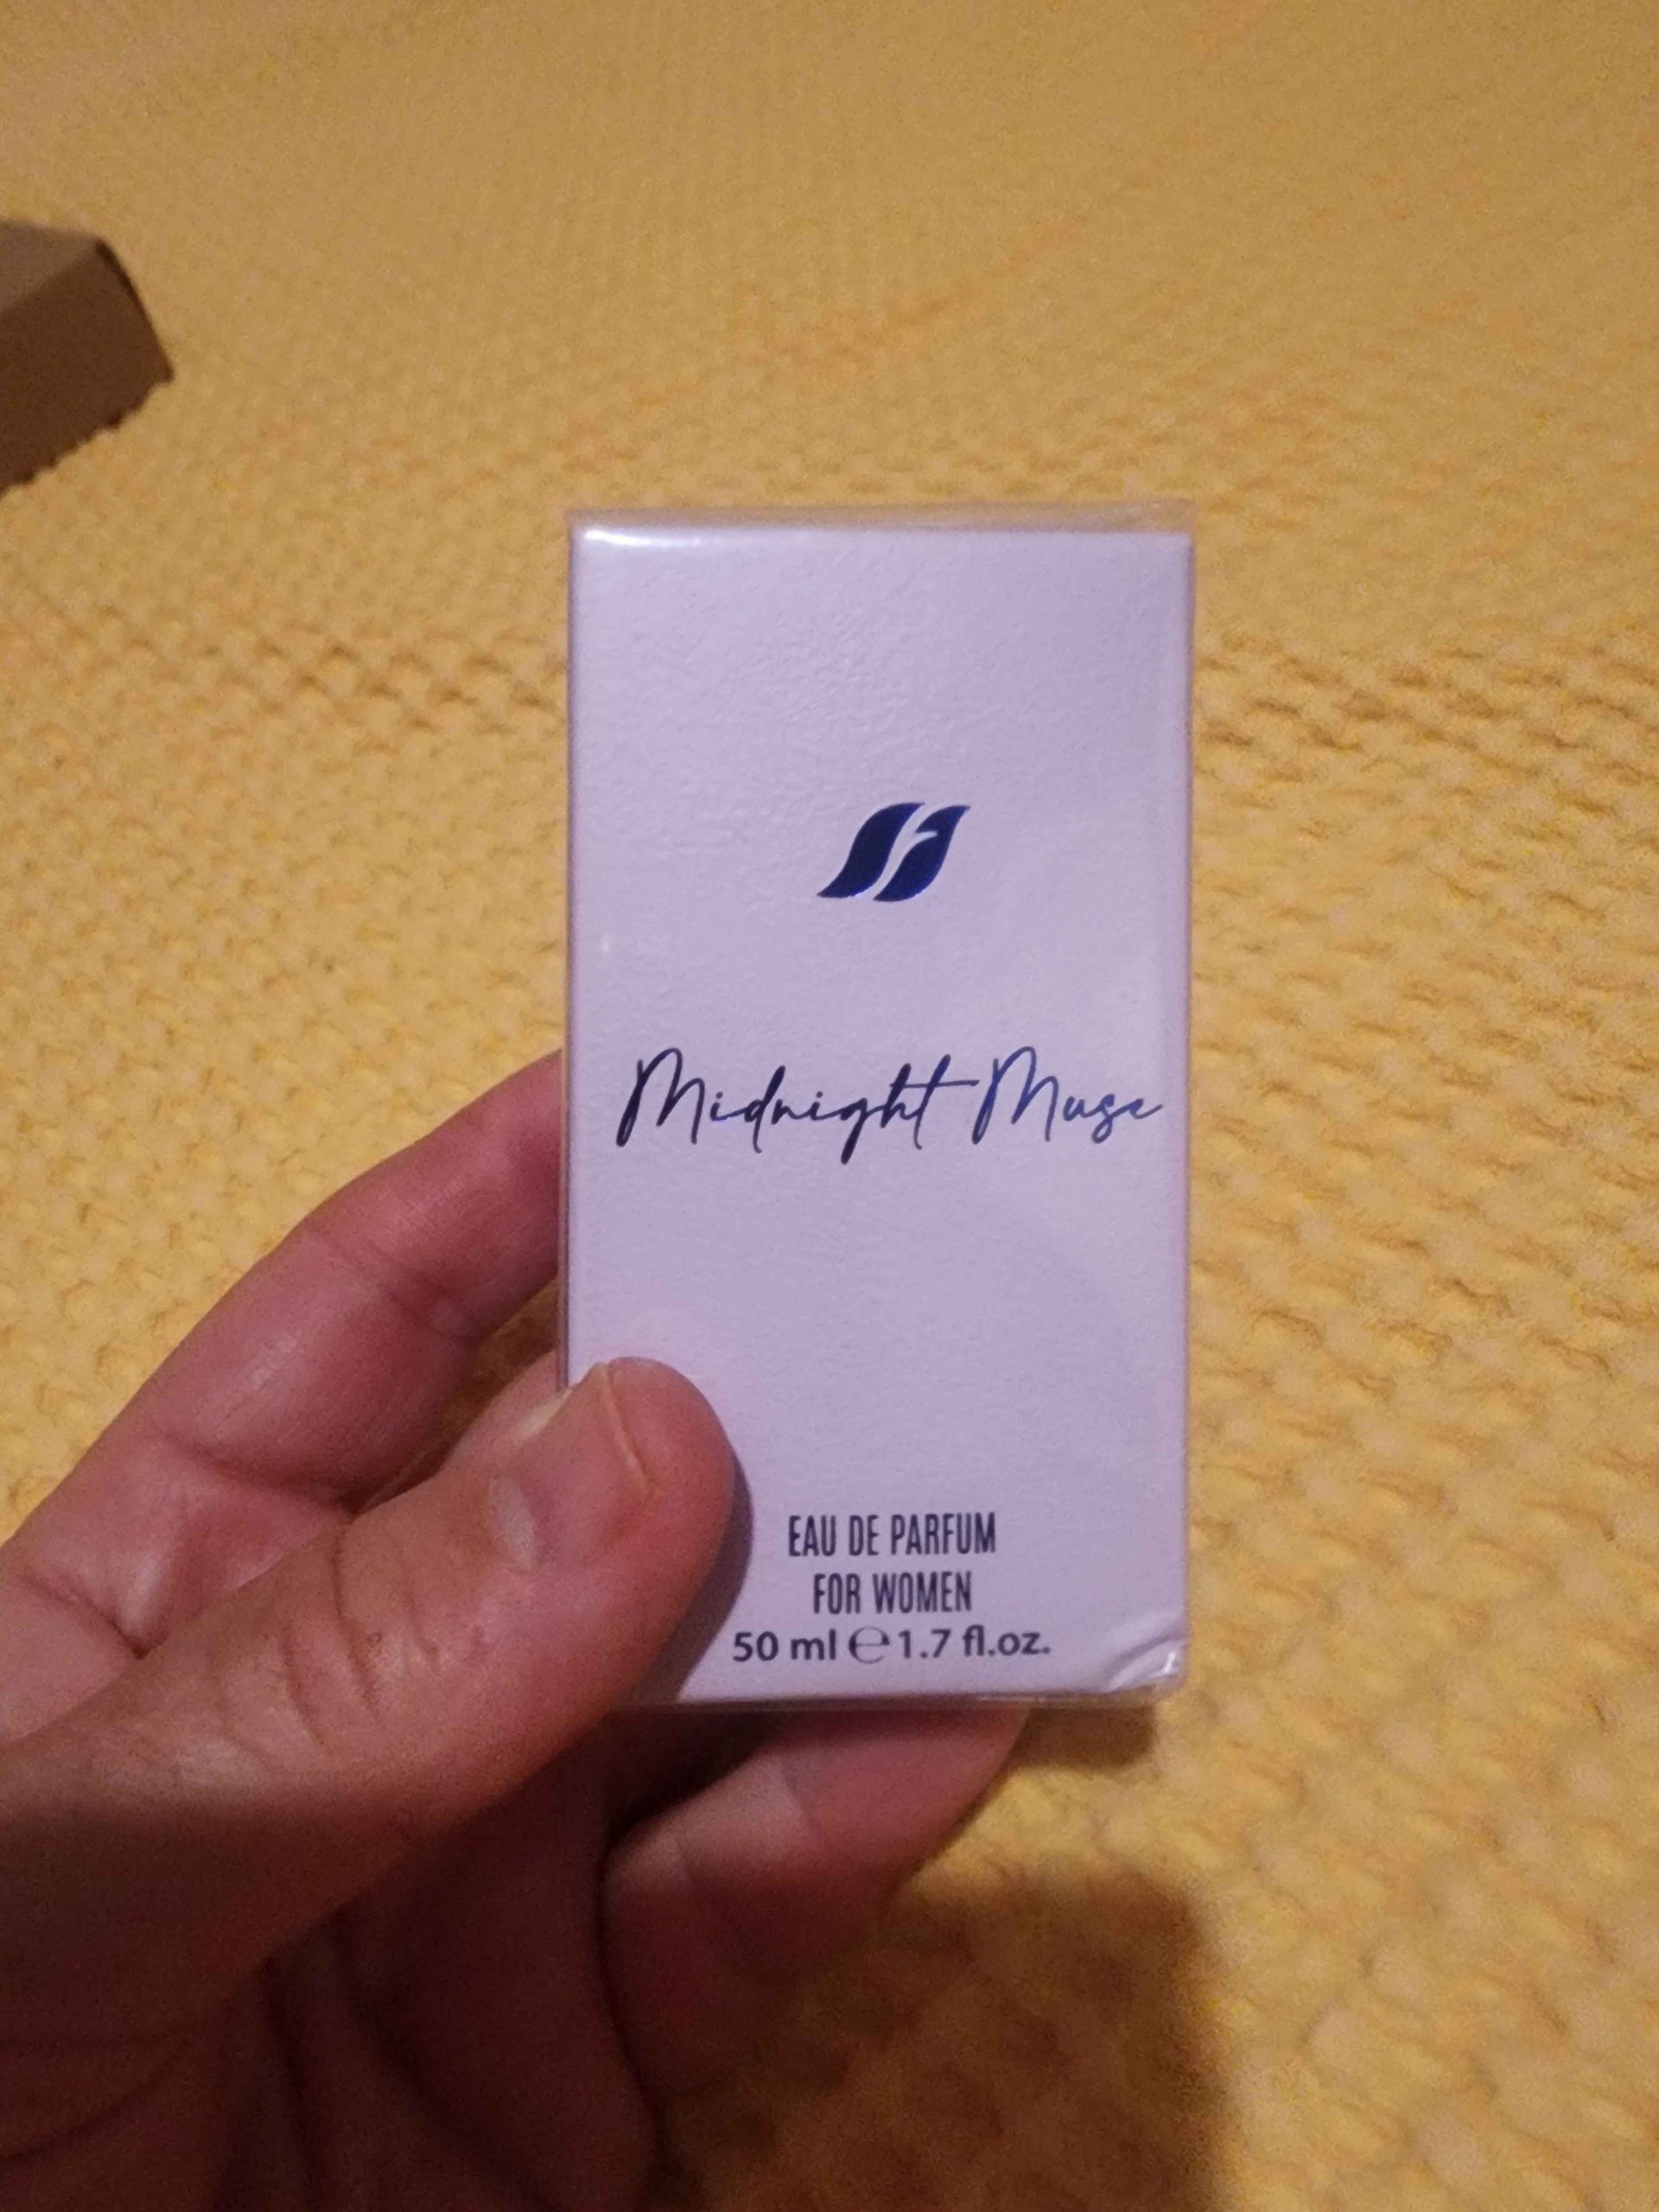 Midnight Muse
EAU DE PARFUM
FOR WOMEN
50 ml ℮ 1.7 fl.oz.